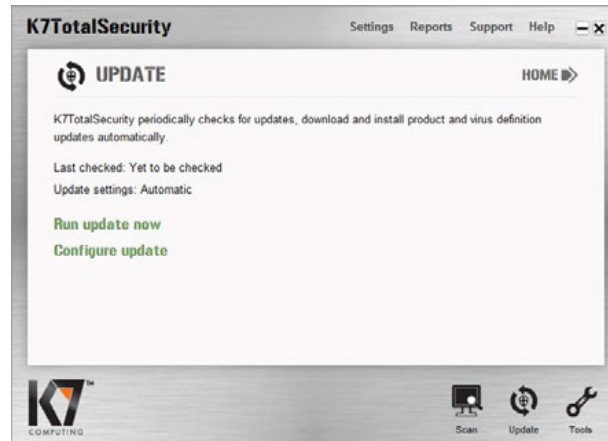 K7TotalSecurity Settings Reports Support Help
UPDATE HOME
K7TotalSecurity periodically checks for updates, download and install product and virus definition
updates automatically.
Last checked: Yet to be checked
Update settings: Automatic
Run update now
Configure update
K7™
COMPUTING
Scan Update Tools